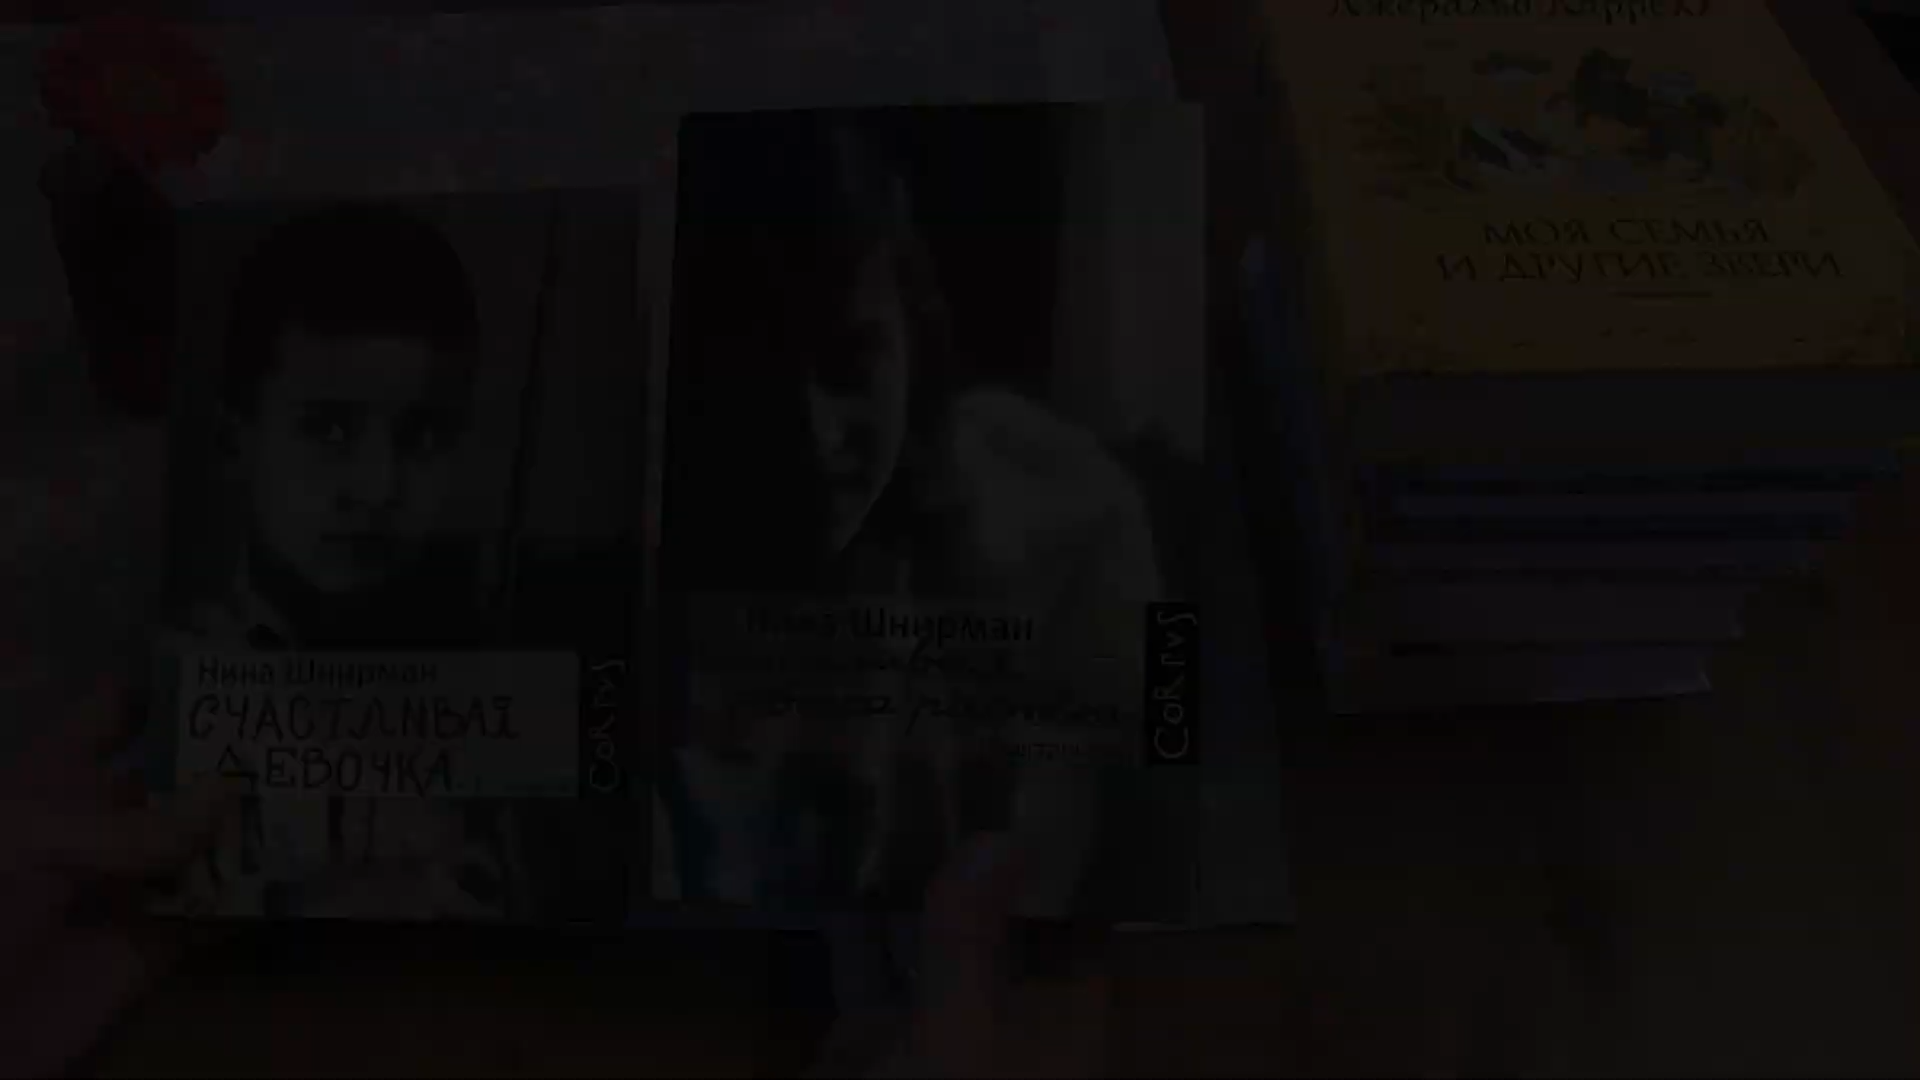 Нина Шнирман
СЧАСТЛИВАЯ
ДЕВОЧКА
CORPUS
Нина Шнирман
CORPUS
Джеральд Даррелл
МОЯ СЕМЬЯ
И ДРУГИЕ ЗВЕРИ